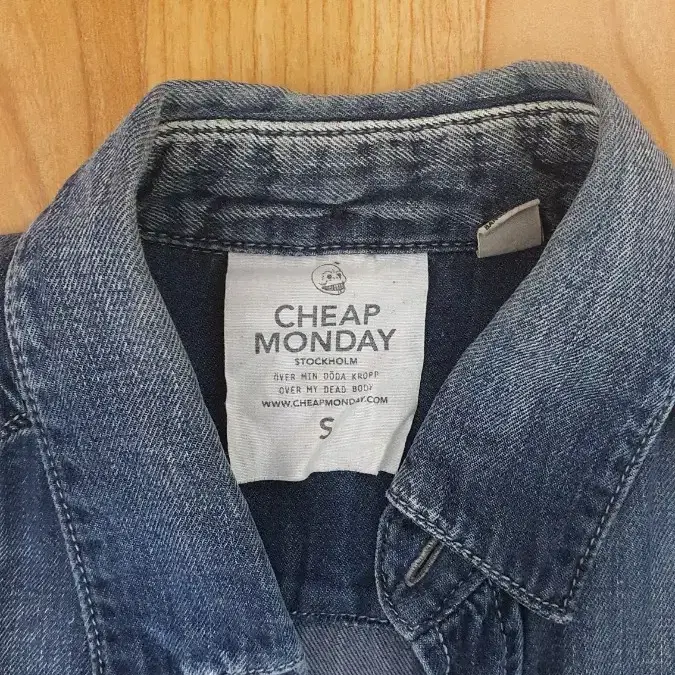 CHEAP
MONDAY
STOCKHOLM
ÖVER MIN DÖDA KROPP
OVER MY DEAD BODY
WWW.CHEAPMONDAY.COM
S